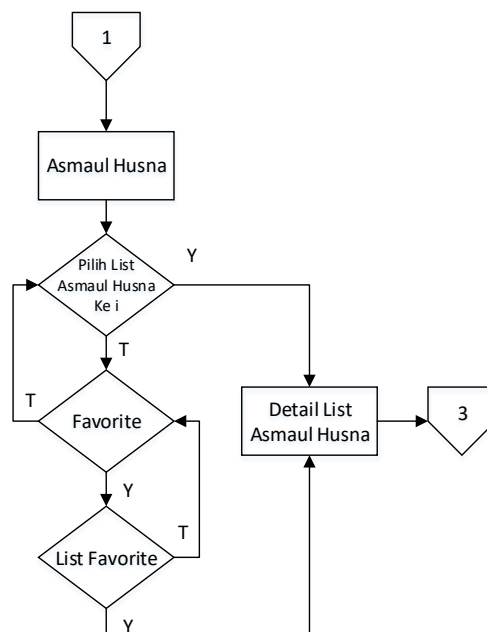 1
Asmaul Husna
Pilih List
Asmaul Husna
Ke i
Y
T
T
Favorite
Detail List
Asmaul Husna
3
Y
T
List Favorite
Y